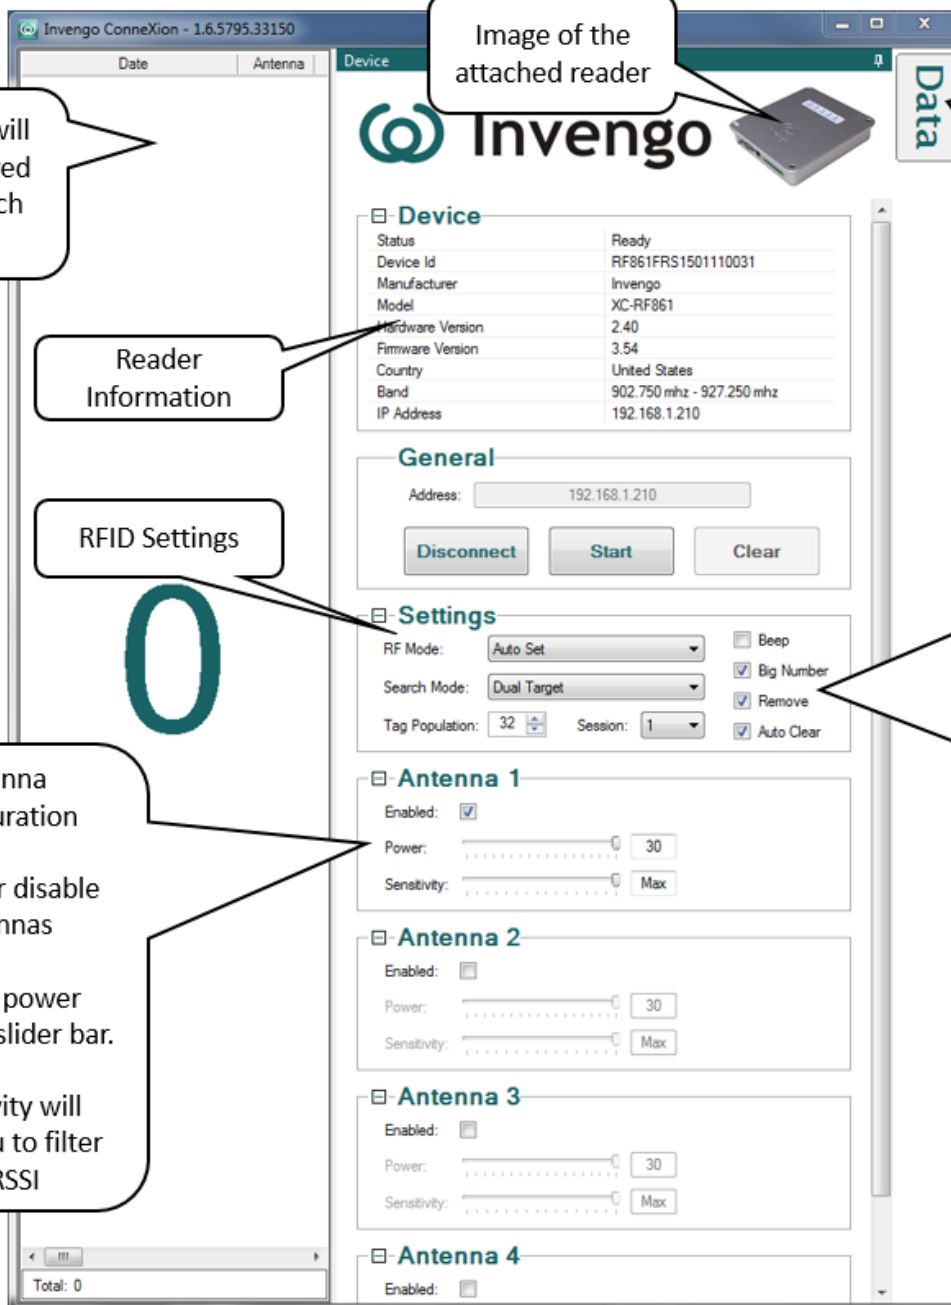 Invengo ConneXion - 1.6.5795.33150
Image of the
attached reader
Date Antenna
Device
Data
will
ch
Invengo
Device
Status Ready
Device Id RF861FRS1501110031
Manufacturer Invengo
Model XC-RF861
Hardware Version 2.40
Firmware Version 3.54
Country United States
Band 902.750 mhz - 927.250 mhz
IP Address 192.168.1.210
Reader
Information
General
Address: 192.168.1.210
Disconnect Start Clear
RFID Settings
0
Settings
RF Mode: Auto Set
Search Mode: Dual Target
Tag Population: 32 Session: 1
Beep
Big Number
Remove
Auto Clear
nna
uration
r disable
nnas
power
slider bar.
ity will
u to filter
RSSI
Antenna 1
Enabled:
Power: 30
Sensitivity: Max
Antenna 2
Enabled:
Power: 30
Sensitivity: Max
Antenna 3
Enabled:
Power: 30
Sensitivity: Max
Antenna 4
Enabled:
Total: 0